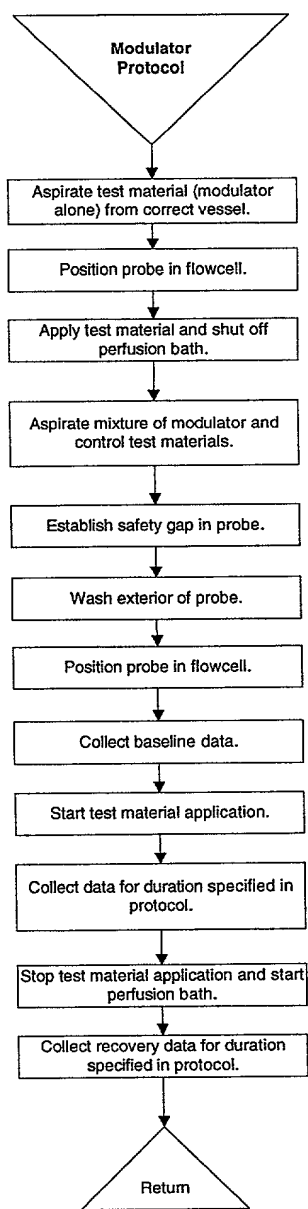 Modulator
Protocol
Aspirate test material (modulator
alone) from correct vessel.
Position probe in flowcell.
Apply test material and shut off
perfusion bath.
Aspirate mixture of modulator and
control test materials.
Establish safety gap in probe.
Wash exterior of probe.
Position probe in flowcell.
Collect baseline data.
Start test material application.
Collect data for duration specified in
protocol.
Stop test material application and start
perfusion bath.
Collect recovery data for duration
specified in protocol.
Return